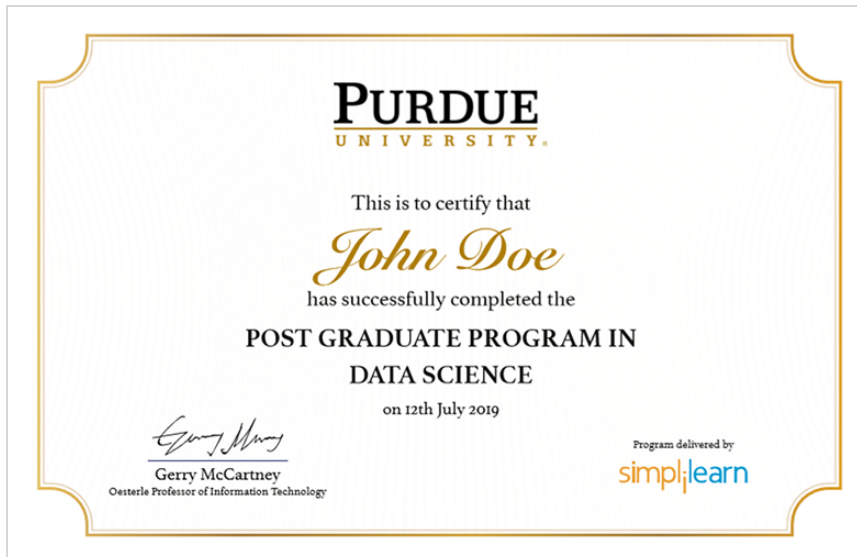 PURDUE
UNIVERSITY®
This is to certify that
John Doe
has successfully completed the
POST GRADUATE PROGRAM IN
DATA SCIENCE
on 12th July 2019
Gerry McCartney
Oesterle Professor of Information Technology
Program delivered by
simplilearn